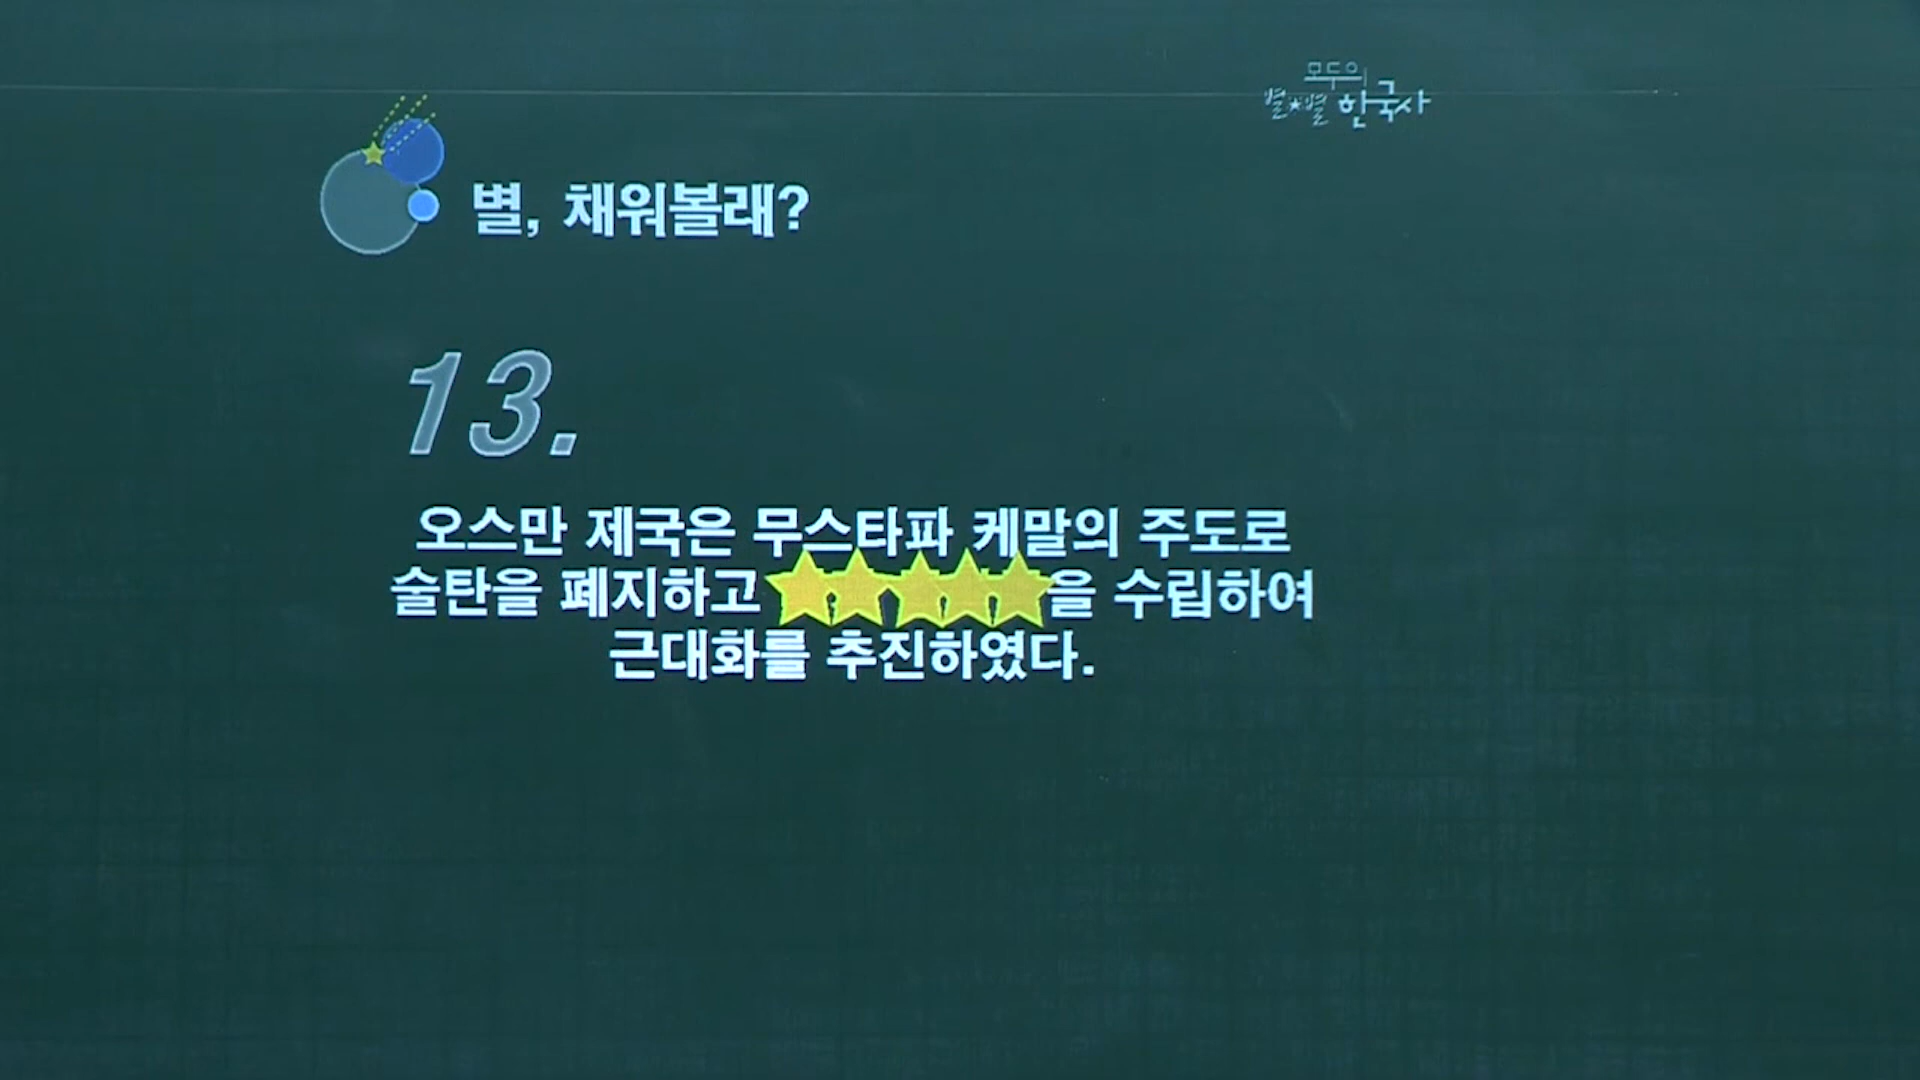 모두의
별★별 한국사
별, 채워볼래?
13.
오스만 제국은 무스타파 케말의 주도로
술탄을 폐지하고 ★★ ★★★을 수립하여
근대화를 추진하였다.